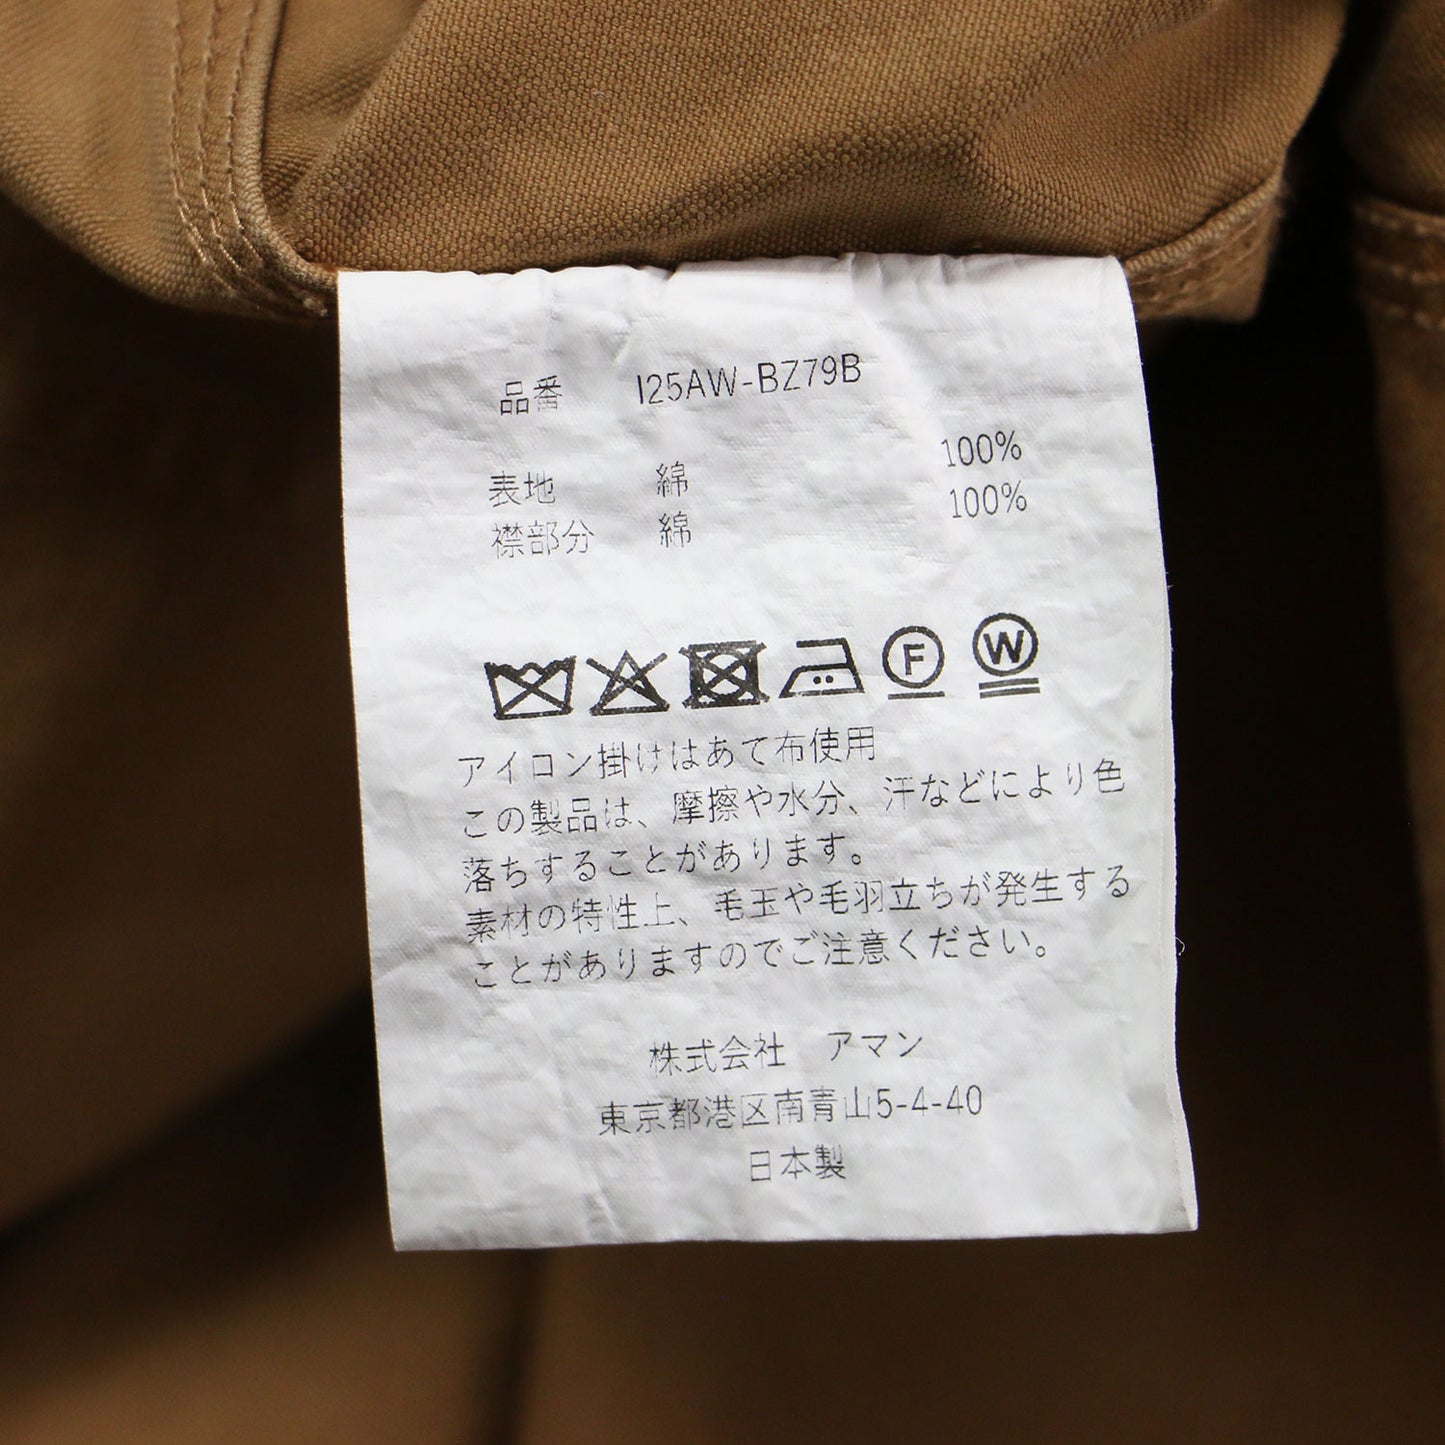 品番 I25AW-BZ79B
表地 綿 100%
襟部分 綿 100%
F W
アイロン掛けはあて布使用
この製品は、摩擦や水分、汗などにより色
落ちすることがあります。
素材の特性上、毛玉や毛羽立ちが発生する
ことがありますのでご注意ください。
株式会社 アマン
東京都港区南青山5-4-40
日本製